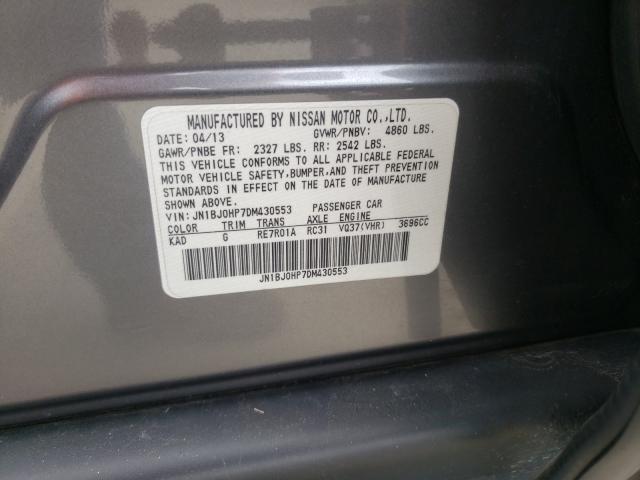 MANUFACTURED BY NISSAN MOTOR CO.,LTD.
DATE: 04/13 GVWR/PNBV: 4860 LBS.
GAWR/PNBE FR: 2327 LBS. RR: 2542 LBS.
THIS VEHICLE CONFORMS TO ALL APPLICABLE FEDERAL
MOTOR VEHICLE SAFETY,BUMPER,AND THEFT PREVENTION
STANDARDS IN EFFECT ON THE DATE OF MANUFACTURE
SHOWN ABOVE.
VIN: JN1BJ0HP7DM430553 PASSENGER CAR
COLOR TRIM TRANS AXLE ENGINE
KAD G RE7R01A RC31 VQ37(VHR) 3696CC
JN1BJ0HP7DM430553